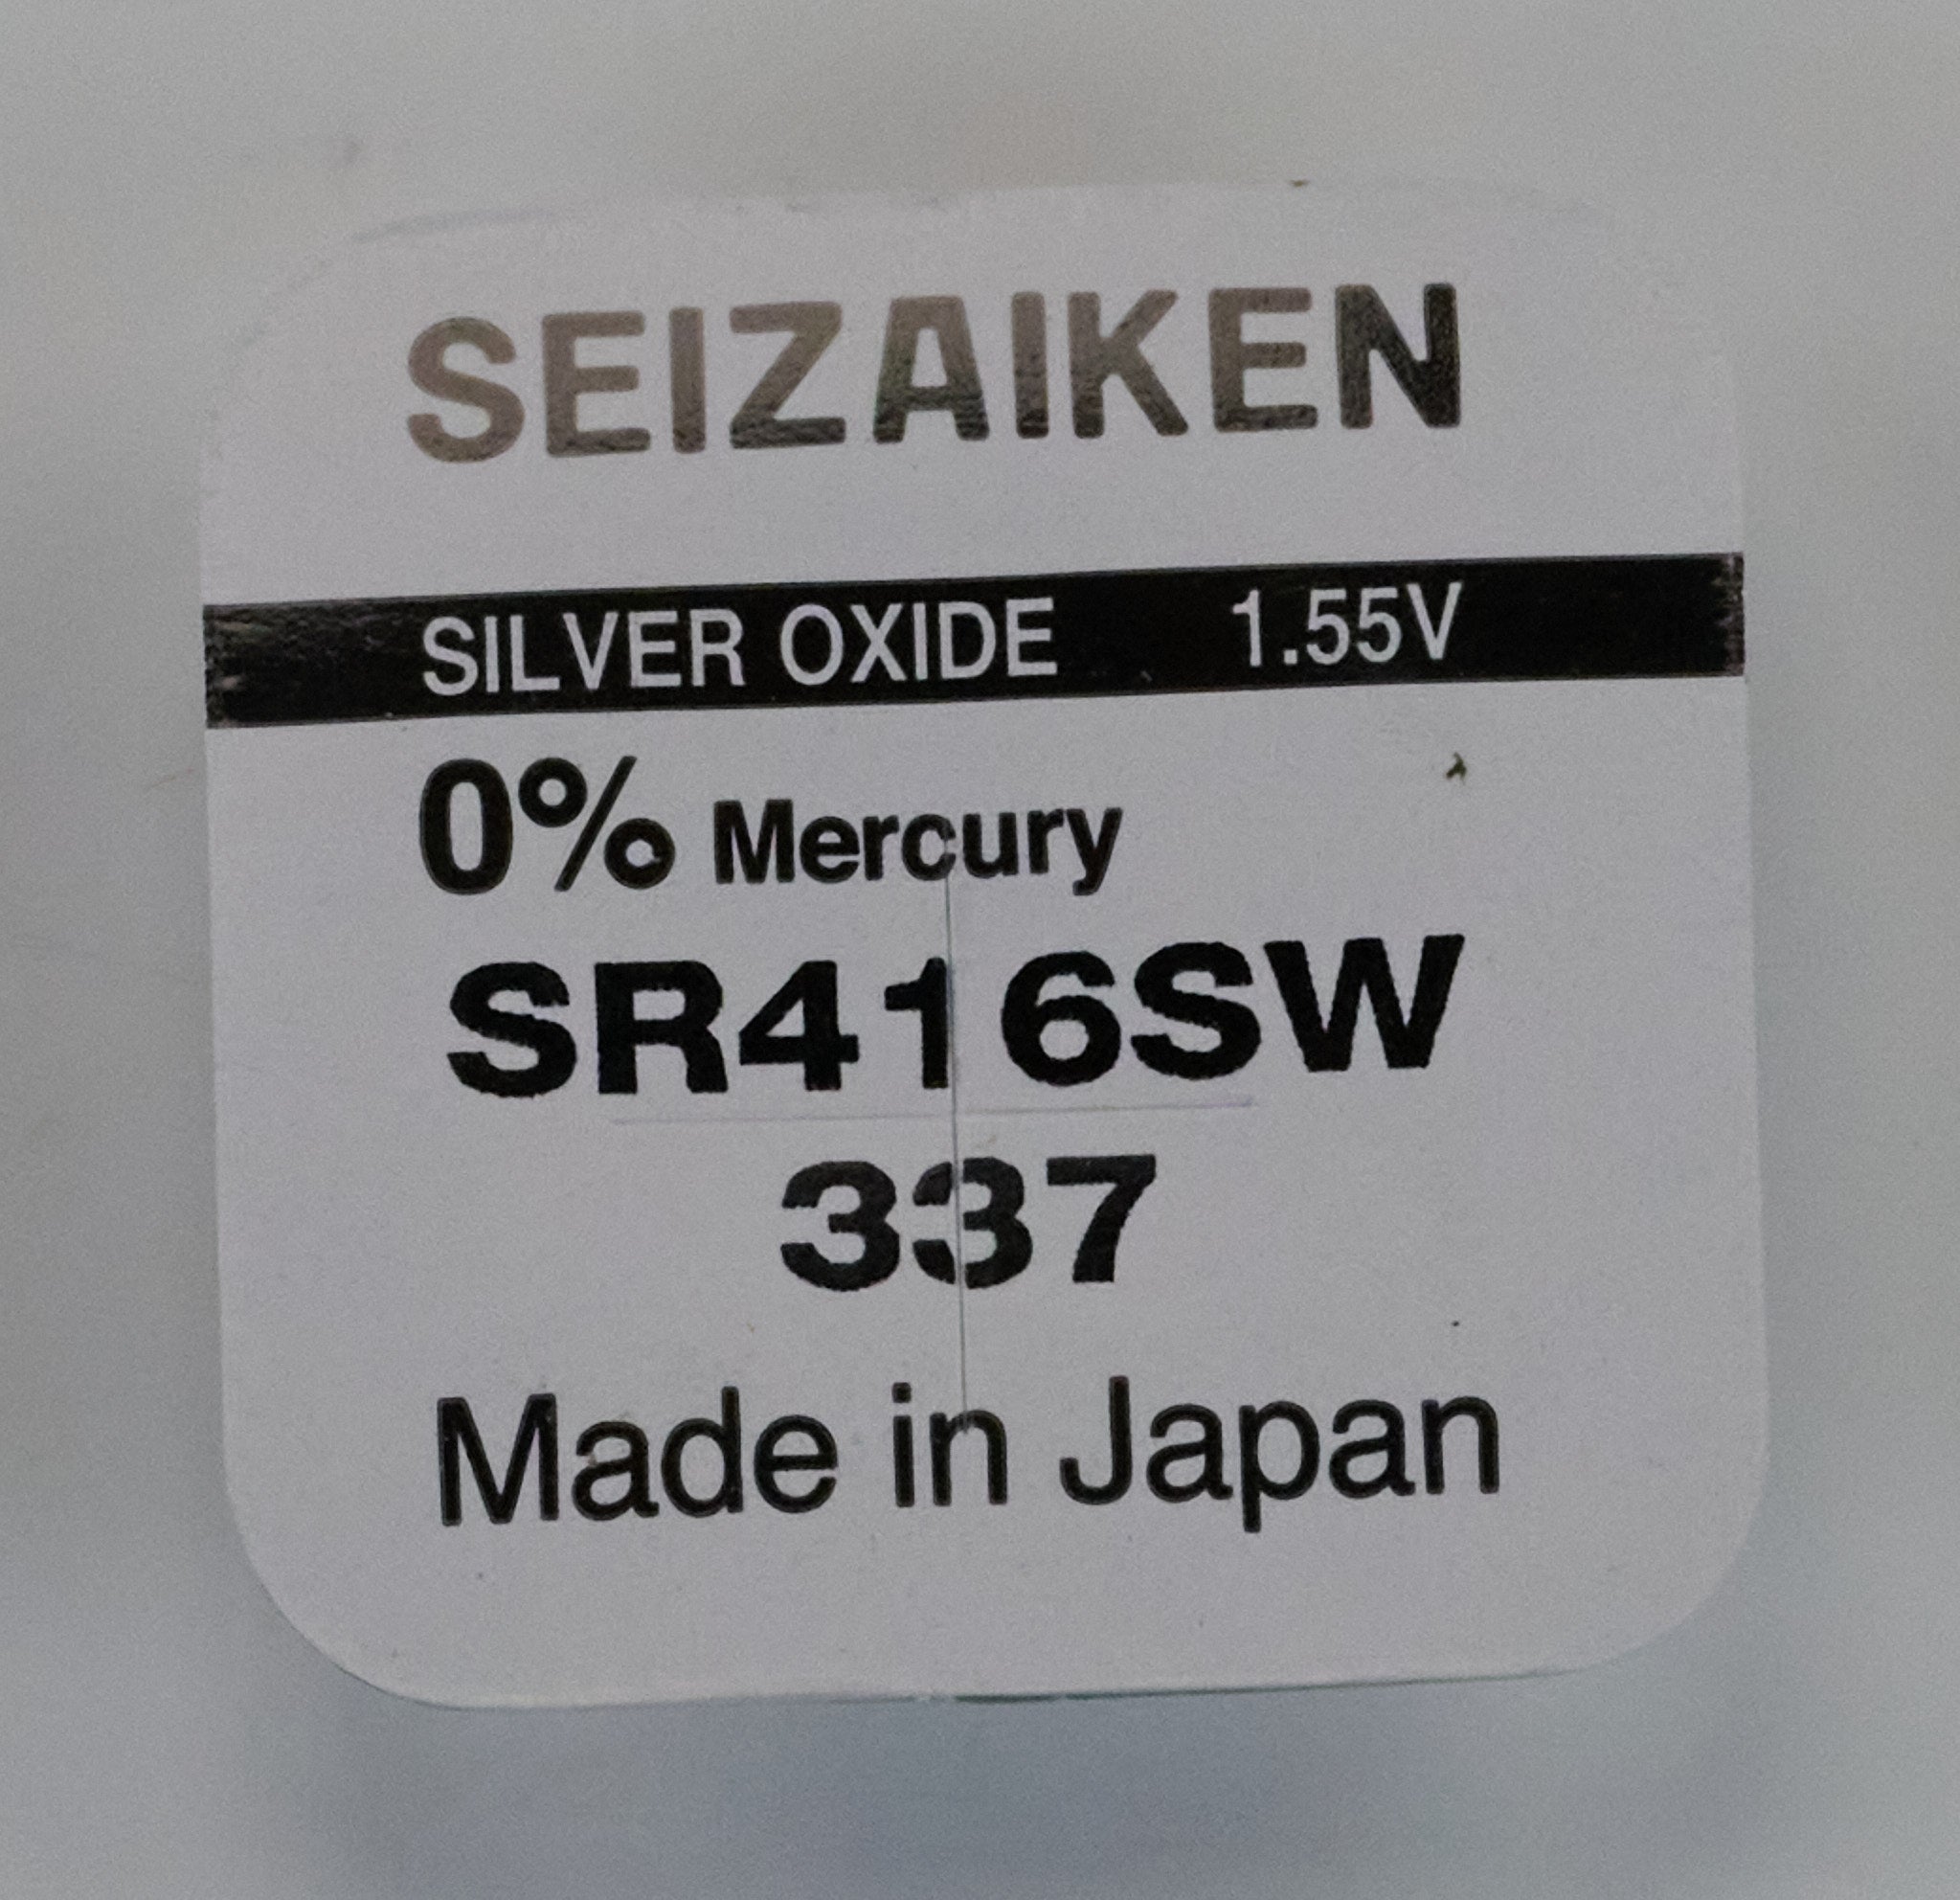 SEIZAIKEN
SILVER OXIDE 1.55V
0% Mercury
SR416SW
337
Made in Japan